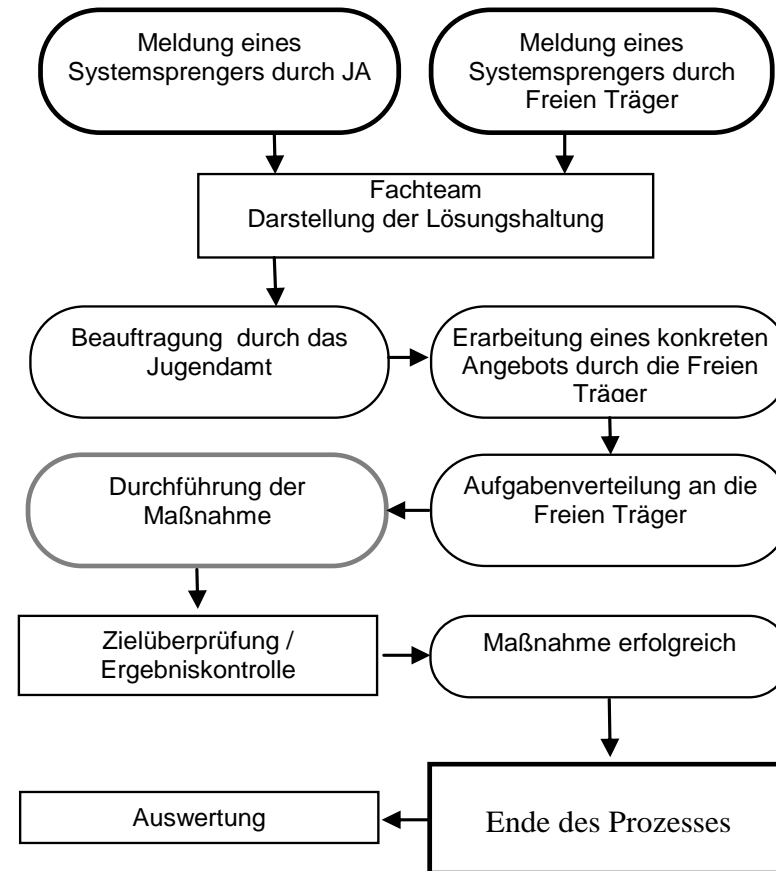 Meldung eines
Systemsprengers durch JA
Meldung eines
Systemsprengers durch
Freien Träger
Fachteam
Darstellung der Lösungshaltung
Beauftragung durch das
Jugendamt
Erarbeitung eines konkreten
Angebots durch die Freien
Träger
Durchführung der
Maßnahme
Aufgabenverteilung an die
Freien Träger
Zielüberprüfung /
Ergebniskontrolle
Maßnahme erfolgreich
Auswertung
Ende des Prozesses